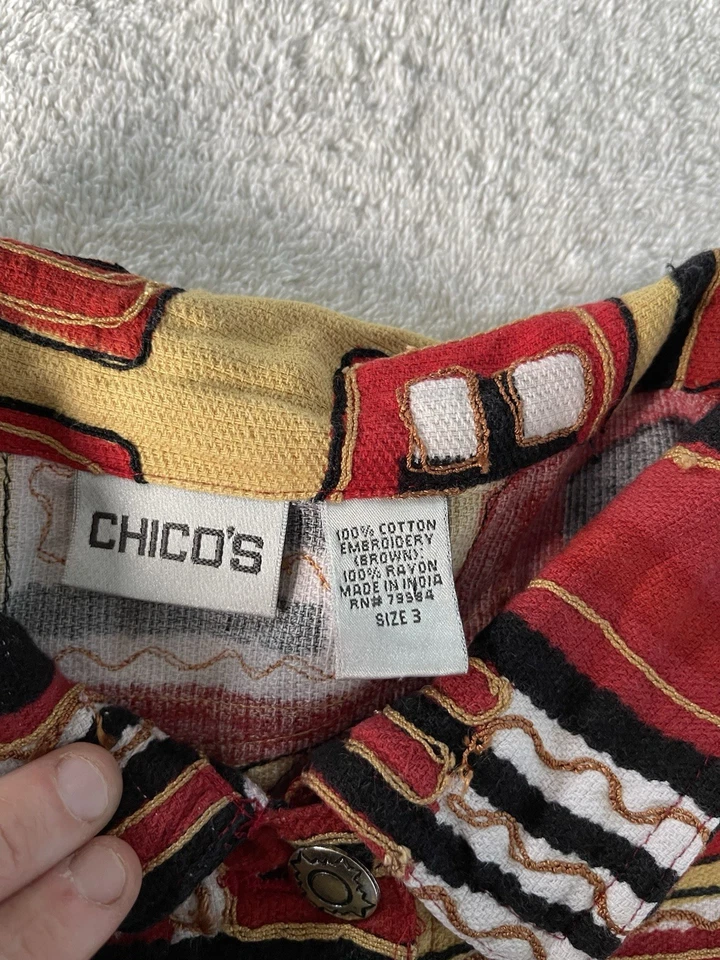 CHICO'S
100% COTTON
EMBROIDERY
(BROWN):
100% RAYON
MADE IN INDIA
RN# 79984
SIZE 3